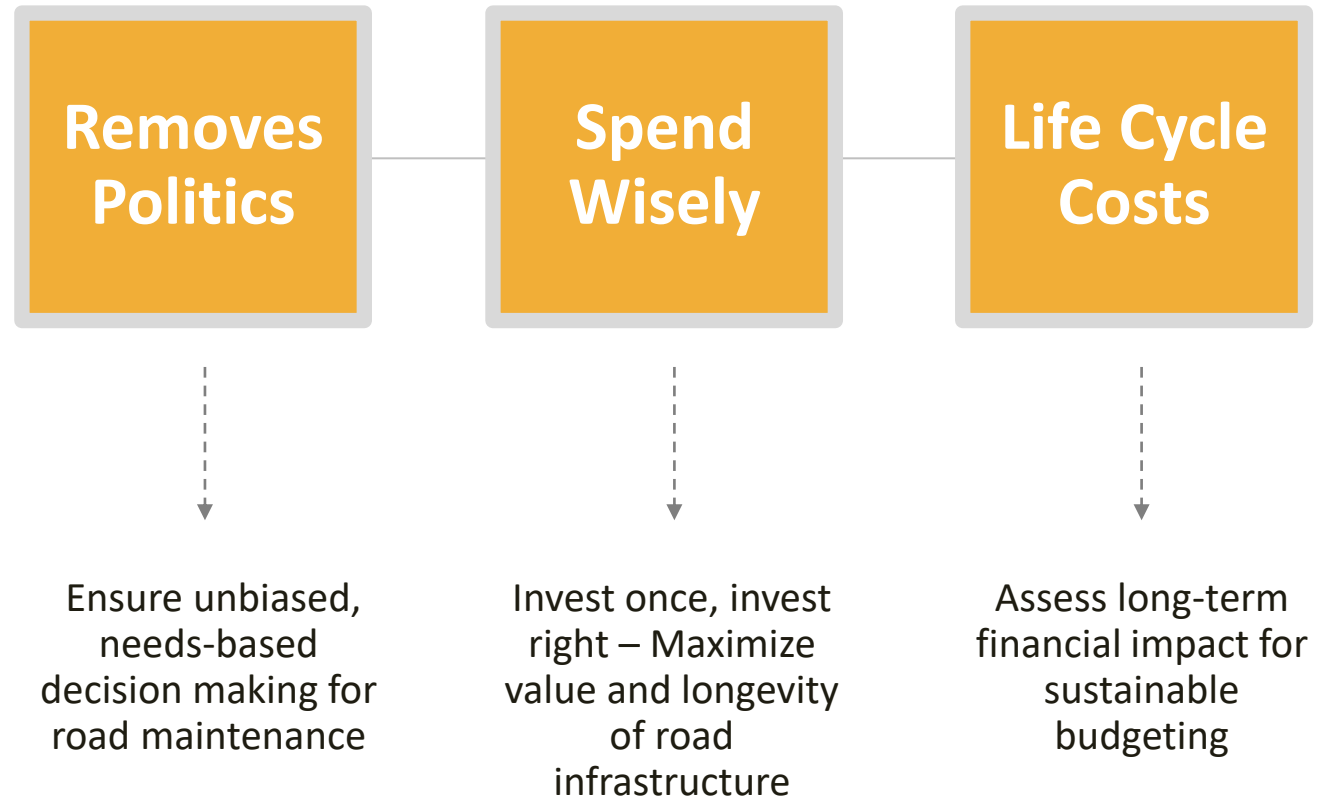 Removes
Politics
Spend
Wisely
Life Cycle
Costs
Ensure unbiased,
needs-based
decision making for
road maintenance
Invest once, invest
right – Maximize
value and longevity
of road
infrastructure
Assess long-term
financial impact for
sustainable
budgeting